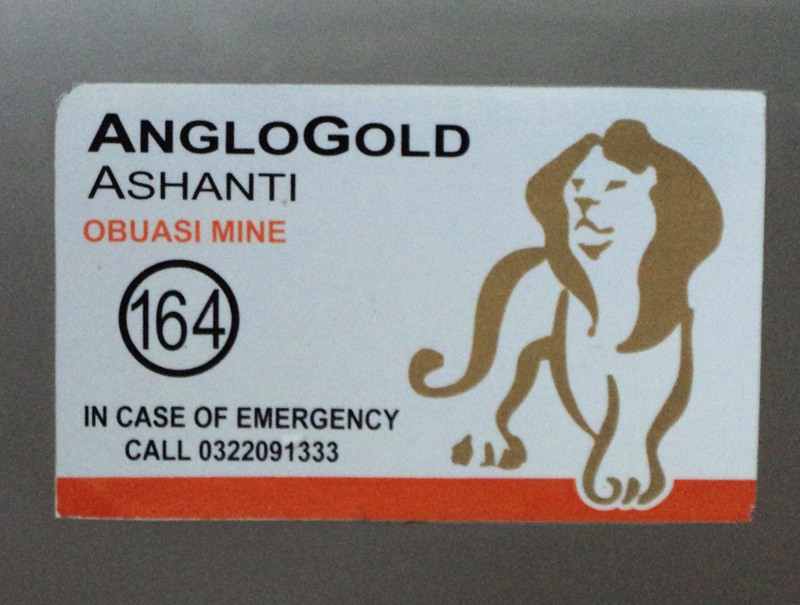 ANGLOGOLD
ASHANTI
OBUASI MINE
164
IN CASE OF EMERGENCY
CALL 0322091333